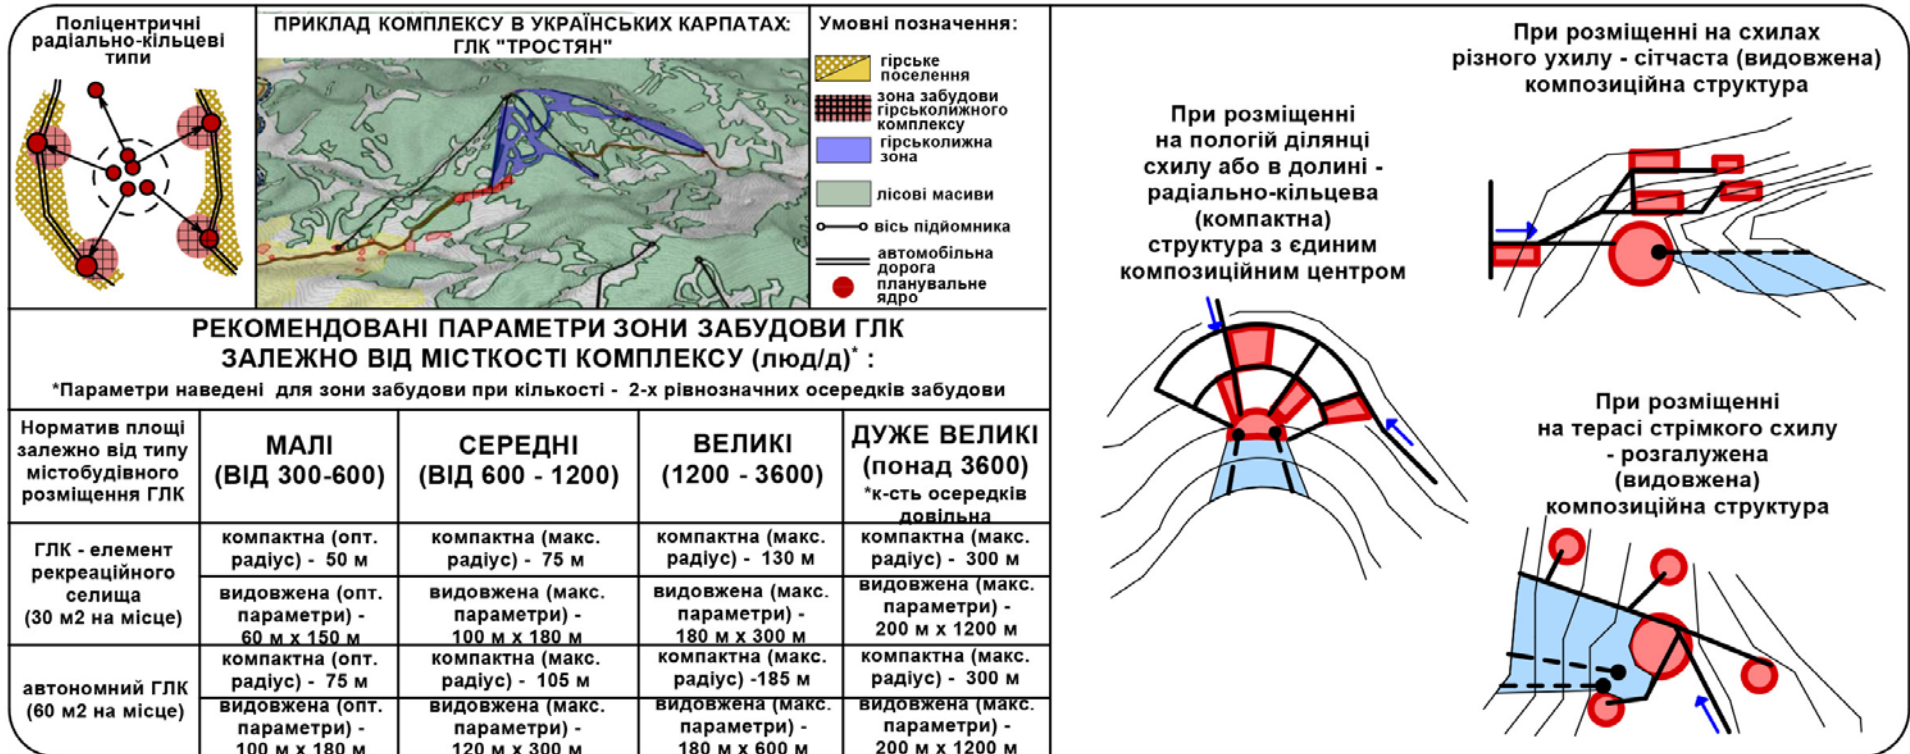 Поліцентричні
радіально-кільцеві
типи
ПРИКЛАД КОМПЛЕКСУ В УКРАЇНСЬКИХ КАРПАТАХ:
ГЛК "ТРОСТЯН"
Умовні позначення:
гірське
поселення
зона забудови
гірськолижного
комплексу
гірськолижна
зона
лісові масиви
вісь підйомника
автомобільна
дорога
планувальне
ядро
РЕКОМЕНДОВАНІ ПАРАМЕТРИ ЗОНИ ЗАБУДОВИ ГЛК
ЗАЛЕЖНО ВІД МІСТКОСТІ КОМПЛЕКСУ (люд/д)* :
*Параметри наведені для зони забудови при кількості - 2-х рівнозначних осередків забудови
Норматив площі
залежно від типу
містобудівного
розміщення ГЛК
МАЛІ
(ВІД 300-600)
СЕРЕДНІ
(ВІД 600 - 1200)
ВЕЛИКІ
(1200 - 3600)
ДУЖЕ ВЕЛИКІ
(понад 3600)
*к-сть осередків
довільна
ГЛК - елемент
рекреаційного
селища
(30 м2 на місце)
компактна (опт.
радіус) - 50 м
компактна (макс.
радіус) - 75 м
компактна (макс.
радіус) - 130 м
компактна (макс.
радіус) - 300 м
видовжена (опт.
параметри) -
60 м х 150 м
видовжена (макс.
параметри) -
100 м х 180 м
видовжена (макс.
параметри) -
180 м х 300 м
видовжена (макс.
параметри) -
200 м х 1200 м
автономний ГЛК
(60 м2 на місце)
компактна (опт.
радіус) - 75 м
компактна (макс.
радіус) - 105 м
компактна (макс.
радіус) -185 м
компактна (макс.
радіус) - 300 м
видовжена (опт.
параметри) -
100 м х 180 м
видовжена (макс.
параметри) -
120 м х 300 м
видовжена (макс.
параметри) -
180 м х 600 м
видовжена (макс.
параметри) -
200 м х 1200 м
При розміщенні
на пологій ділянці
схилу або в долині -
радіально-кільцева
(компактна)
структура з єдиним
композиційним центром
При розміщенні на схилах
різного ухилу - сітчаста (видовжена)
композиційна структура
При розміщенні
на терасі стрімкого схилу
- розгалужена
(видовжена)
композиційна структура